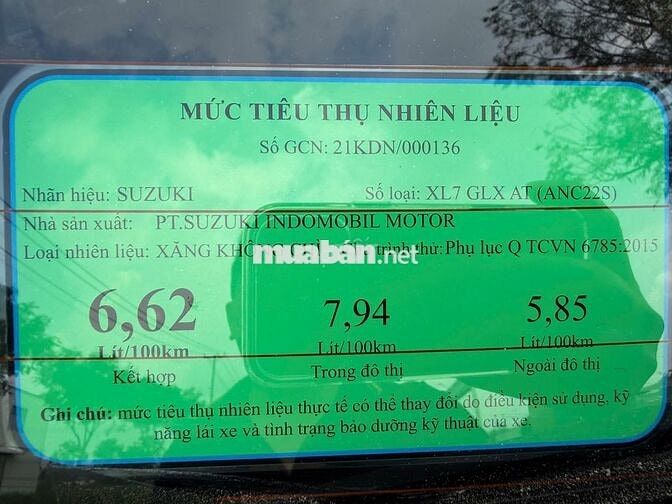 MỨC TIÊU THỤ NHIÊN LIỆU
Số GCN: 21KDN/000136
Nhãn hiệu: SUZUKI Số loại: XL7 GLX AT (ANC22S)
Nhà sản xuất: PT.SUZUKI INDOMOBIL MOTOR
Loại nhiên liệu: XĂNG KHÔNG trình thử: Phụ lục Q TCVN 6785:2015
muaban.net
6,62 7,94 5,85
Lít/100km Lít/100km Lít/100km
Kết hợp Trong đô thị Ngoài đô thị
Ghi chú: mức tiêu thụ nhiên liệu thực tế có thể thay đổi do điều kiện sử dụng, kỹ
năng lái xe và tình trạng bảo dưỡng kỹ thuật của xe.